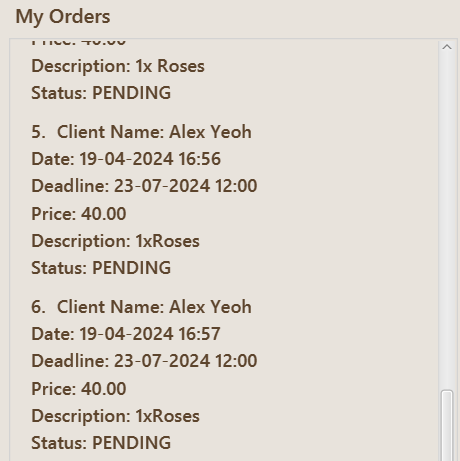 My Orders
Price: 40.00
Description: 1x Roses
Status: PENDING
5. Client Name: Alex Yeoh
Date: 19-04-2024 16:56
Deadline: 23-07-2024 12:00
Price: 40.00
Description: 1xRoses
Status: PENDING
6. Client Name: Alex Yeoh
Date: 19-04-2024 16:57
Deadline: 23-07-2024 12:00
Price: 40.00
Description: 1xRoses
Status: PENDING